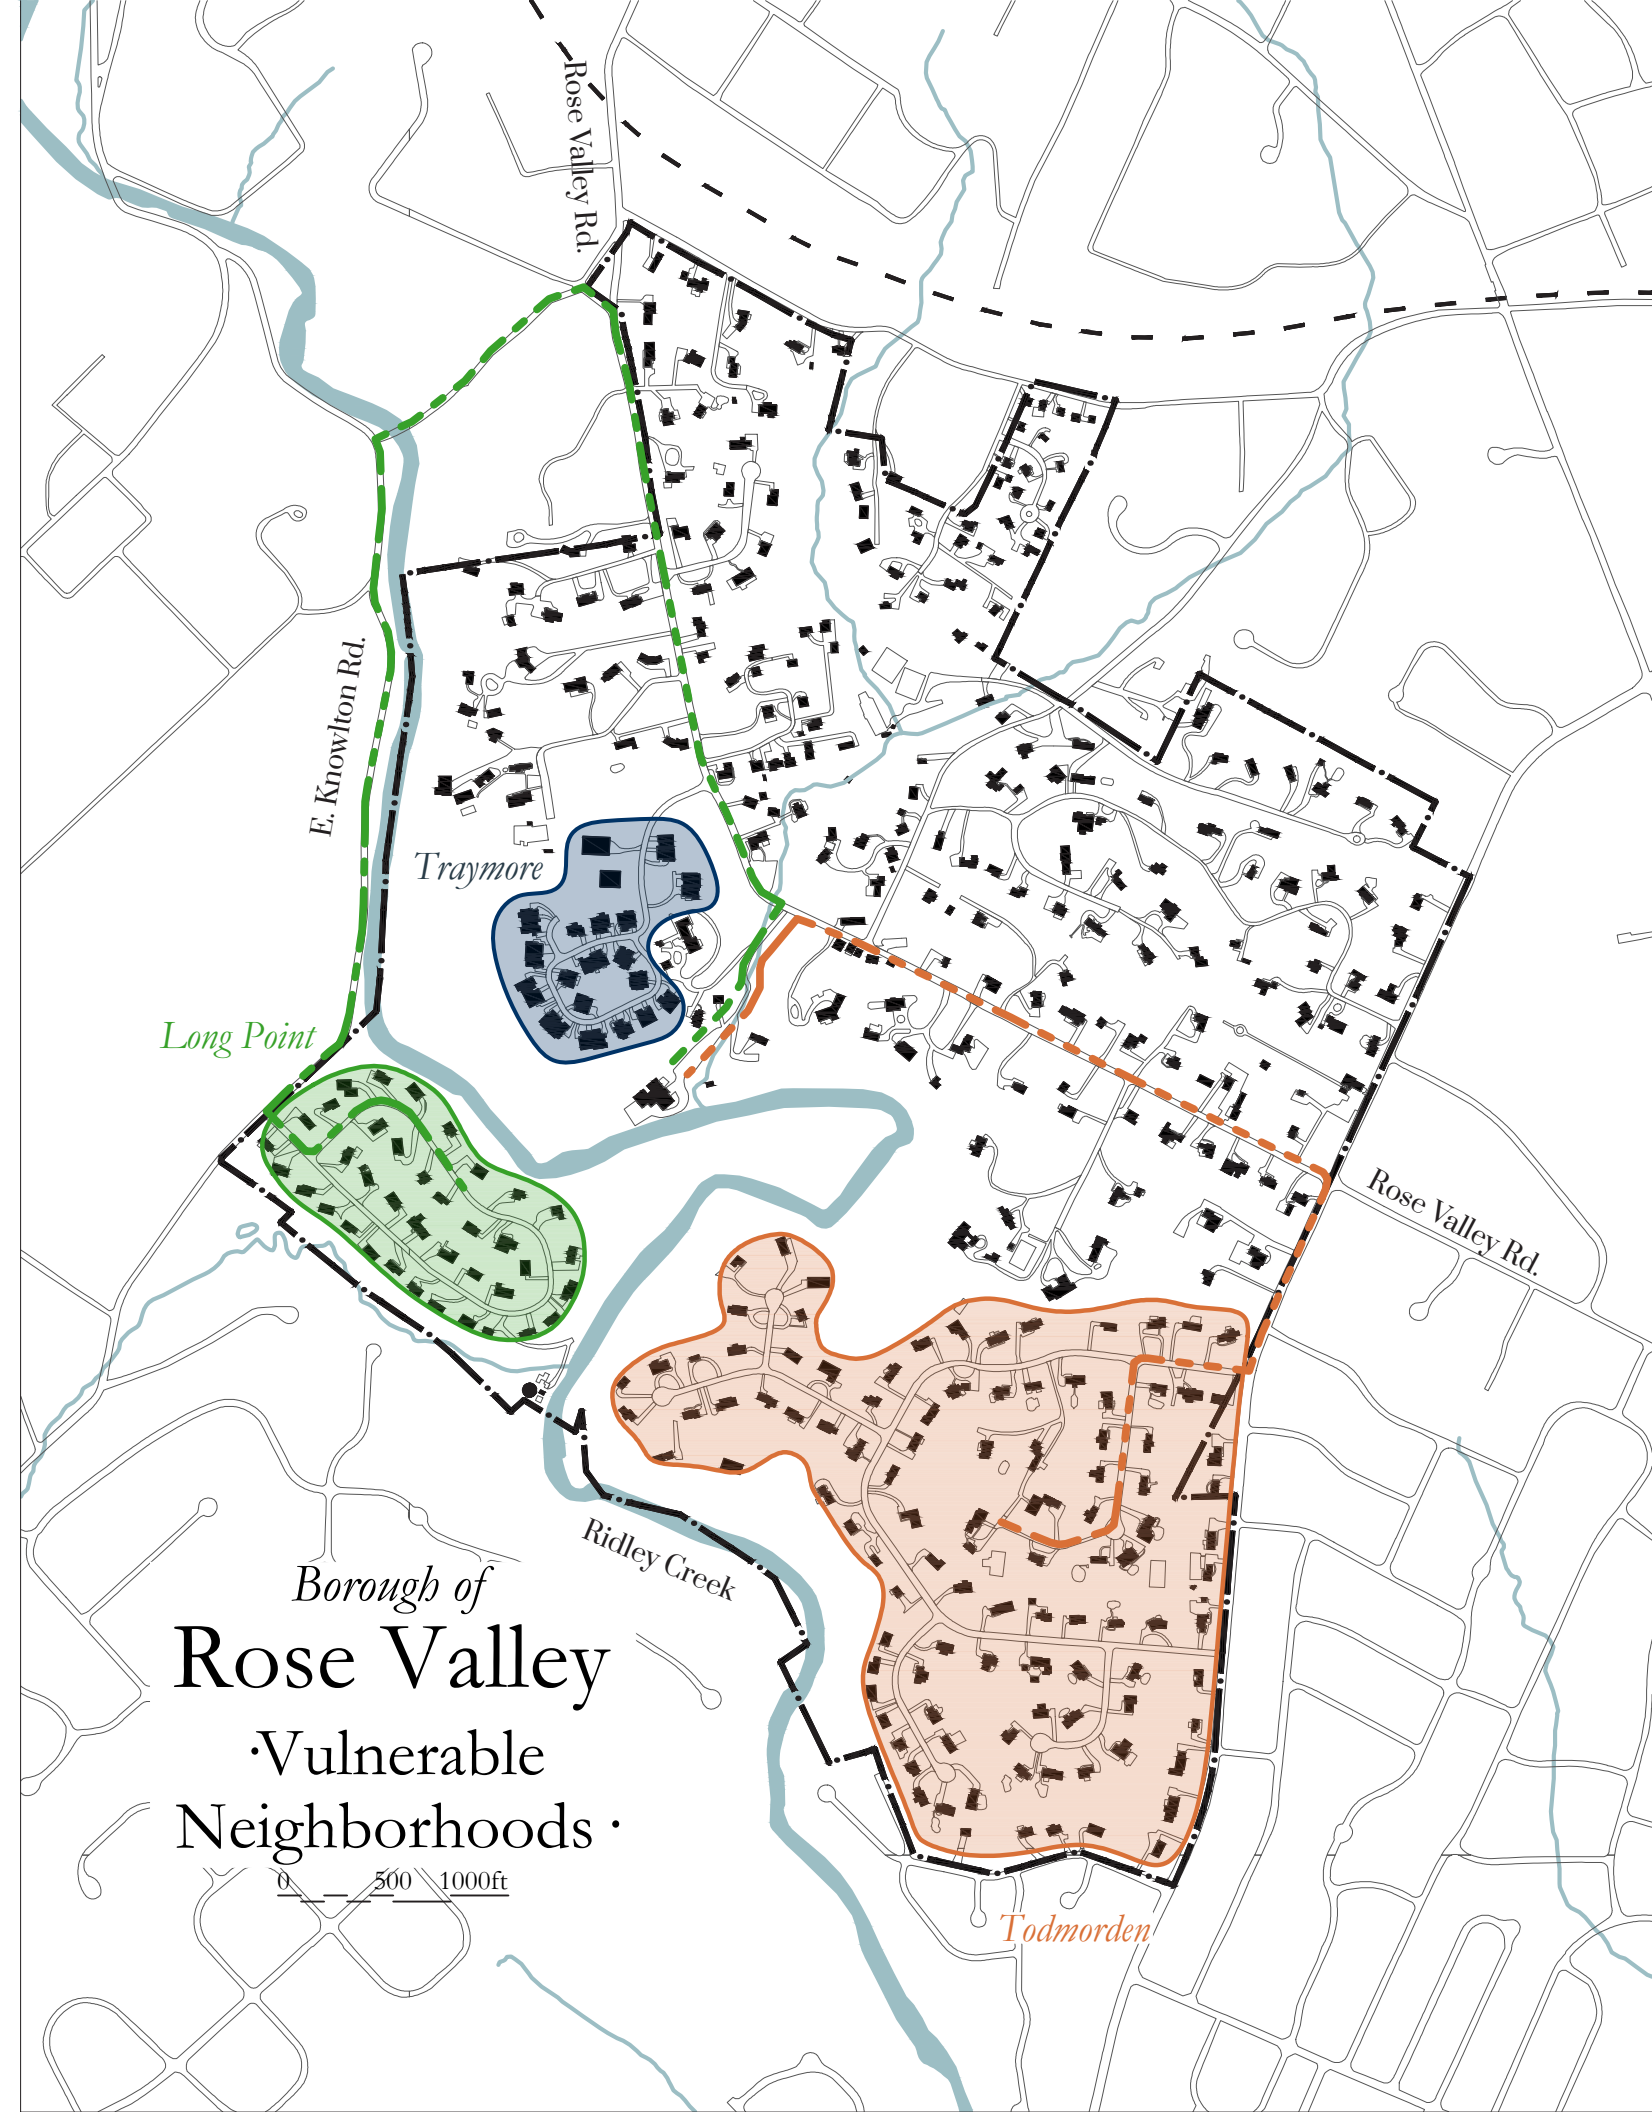 Rose Valley Rd.
E. Knowlton Rd.
Traymore
Long Point
Rose Valley Rd.
Ridley Creek
Borough of
Rose Valley
·Vulnerable
Neighborhoods ·
0 500 1000ft
Todmorden